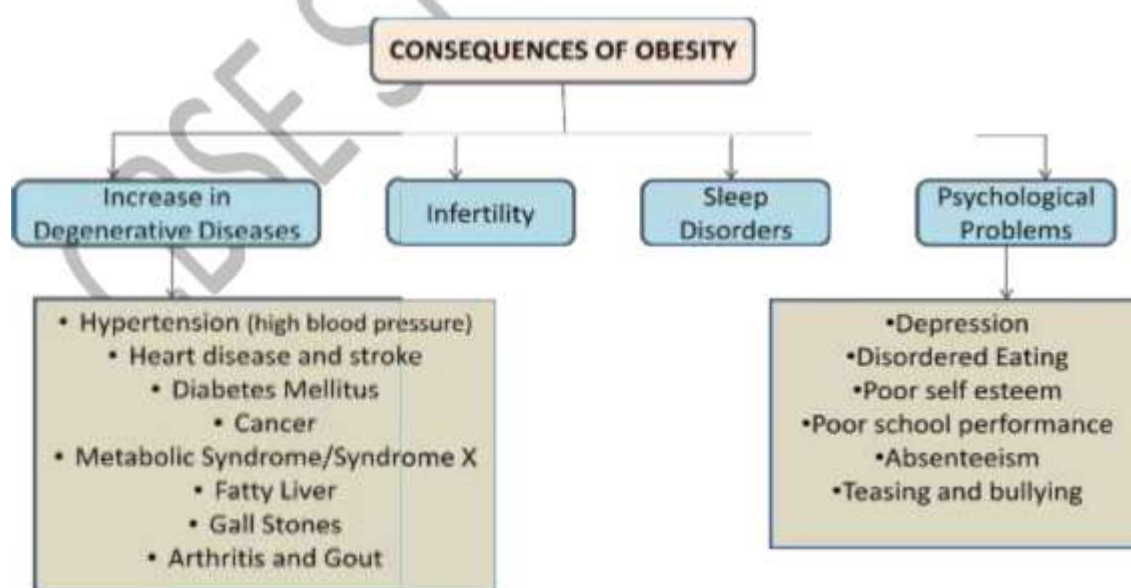 CONSEQUENCES OF OBESITY
Increase in
Degenerative Diseases
Infertility
Sleep
Disorders
Psychological
Problems
• Hypertension (high blood pressure)
• Heart disease and stroke
• Diabetes Mellitus
• Cancer
• Metabolic Syndrome/Syndrome X
• Fatty Liver
• Gall Stones
• Arthritis and Gout
•Depression
•Disordered Eating
•Poor self esteem
•Poor school performance
•Absenteeism
•Teasing and bullying
CBSE